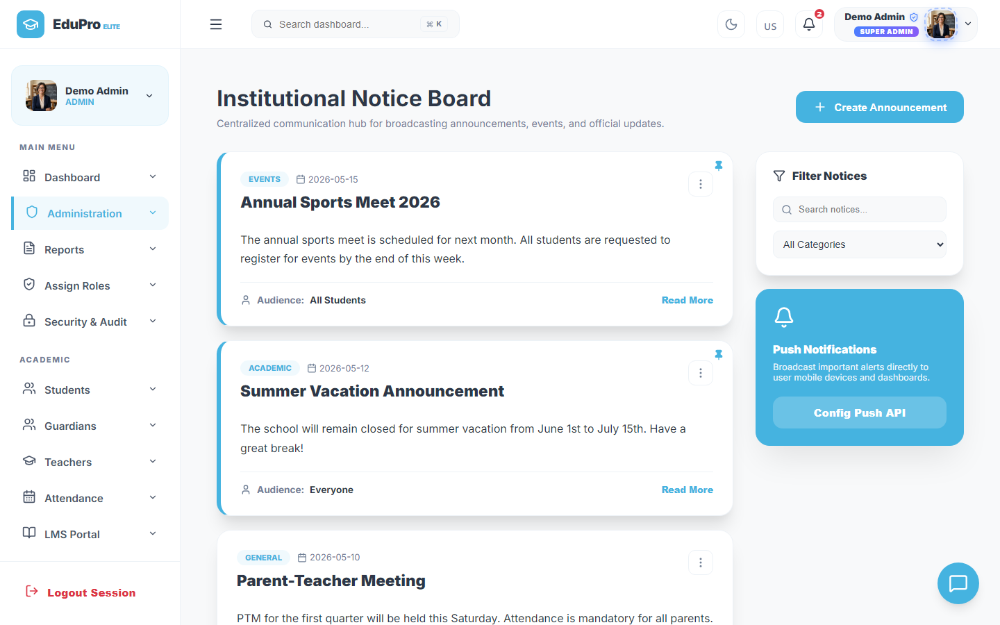 EduPro ELITE
Search dashboard...
⌘ K
US
2
Demo Admin
SUPER ADMIN
Demo Admin
ADMIN
MAIN MENU
Dashboard
Administration
Reports
Assign Roles
Security & Audit
ACADEMIC
Students
Guardians
Teachers
Attendance
LMS Portal
Logout Session
Institutional Notice Board
Centralized communication hub for broadcasting announcements, events, and official updates.
Create Announcement
EVENTS 2026-05-15
Annual Sports Meet 2026
The annual sports meet is scheduled for next month. All students are requested to
register for events by the end of this week.
Audience: All Students
Read More
ACADEMIC 2026-05-12
Summer Vacation Announcement
The school will remain closed for summer vacation from June 1st to July 15th. Have a
great break!
Audience: Everyone
Read More
GENERAL 2026-05-10
Parent-Teacher Meeting
PTM for the first quarter will be held this Saturday. Attendance is mandatory for all parents.
Filter Notices
Search notices...
All Categories
Push Notifications
Broadcast important alerts directly to
user mobile devices and dashboards.
Config Push API